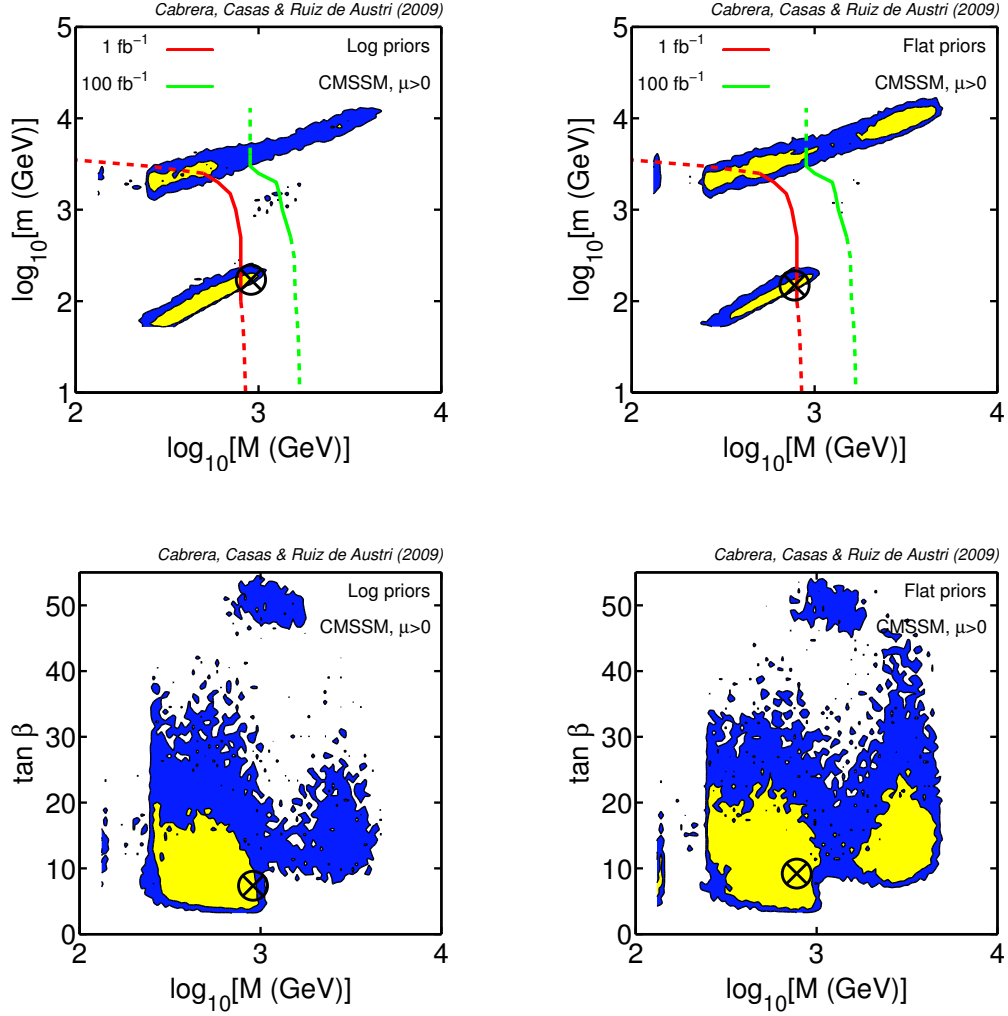 Cabrera, Casas & Ruiz de Austri (2009)
1 fb⁻¹
Log priors
100 fb⁻¹
CMSSM, μ>0
5
4
3
2
1
log₁₀[m (GeV)]
2
3
4
log₁₀[M (GeV)]
Cabrera, Casas & Ruiz de Austri (2009)
1 fb⁻¹
Flat priors
100 fb⁻¹
CMSSM, μ>0
5
4
3
2
1
log₁₀[m (GeV)]
2
3
4
log₁₀[M (GeV)]
Cabrera, Casas & Ruiz de Austri (2009)
Log priors
CMSSM, μ>0
50
40
30
20
10
0
tan β
2
3
4
log₁₀[M (GeV)]
Cabrera, Casas & Ruiz de Austri (2009)
Flat priors
CMSSM, μ>0
50
40
30
20
10
0
tan β
2
3
4
log₁₀[M (GeV)]